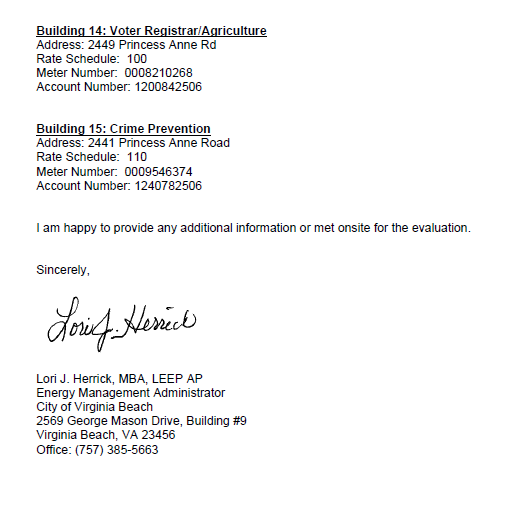 Building 14: Voter Registrar/Agriculture
Address: 2449 Princess Anne Rd
Rate Schedule:  100
Meter Number:  0008210268
Account Number: 1200842506
Building 15: Crime Prevention
Address: 2441 Princess Anne Road
Rate Schedule:  110
Meter Number:  0009546374
Account Number: 1240782506
I am happy to provide any additional information or met onsite for the evaluation.
Sincerely,
Lori J. Herrick
Lori J. Herrick, MBA, LEEP AP
Energy Management Administrator
City of Virginia Beach
2569 George Mason Drive, Building #9
Virginia Beach, VA 23456
Office: (757) 385-5663